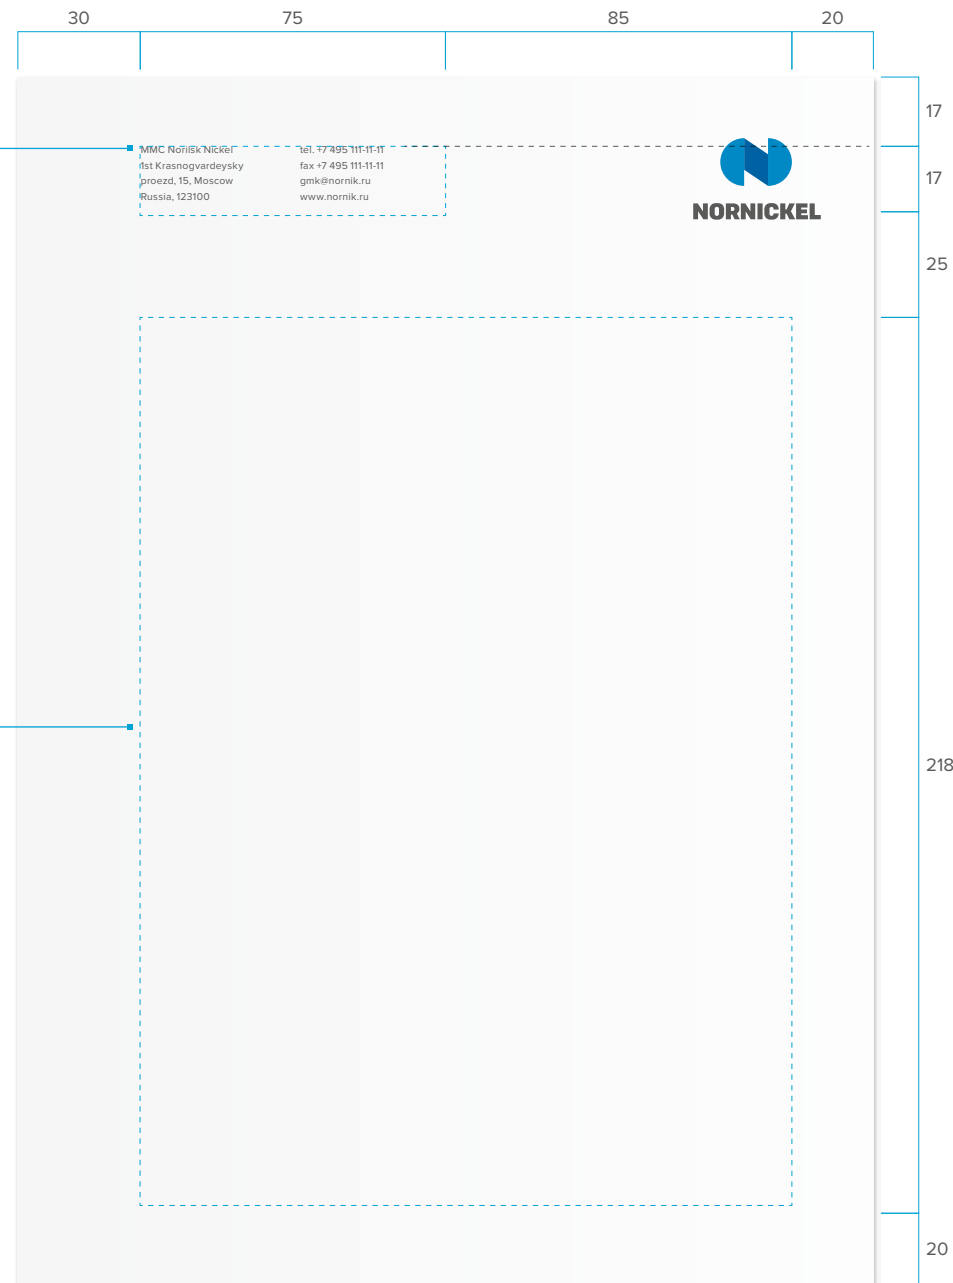 30 75 85 20
17
MMC Norilsk Nickel
1st Krasnogvardeysky
proezd, 15, Moscow
Russia, 123100
tel. +7 495 111-11-11
fax +7 495 111-11-11
gmk@nornik.ru
www.nornik.ru
17
NORNICKEL
25
218
20